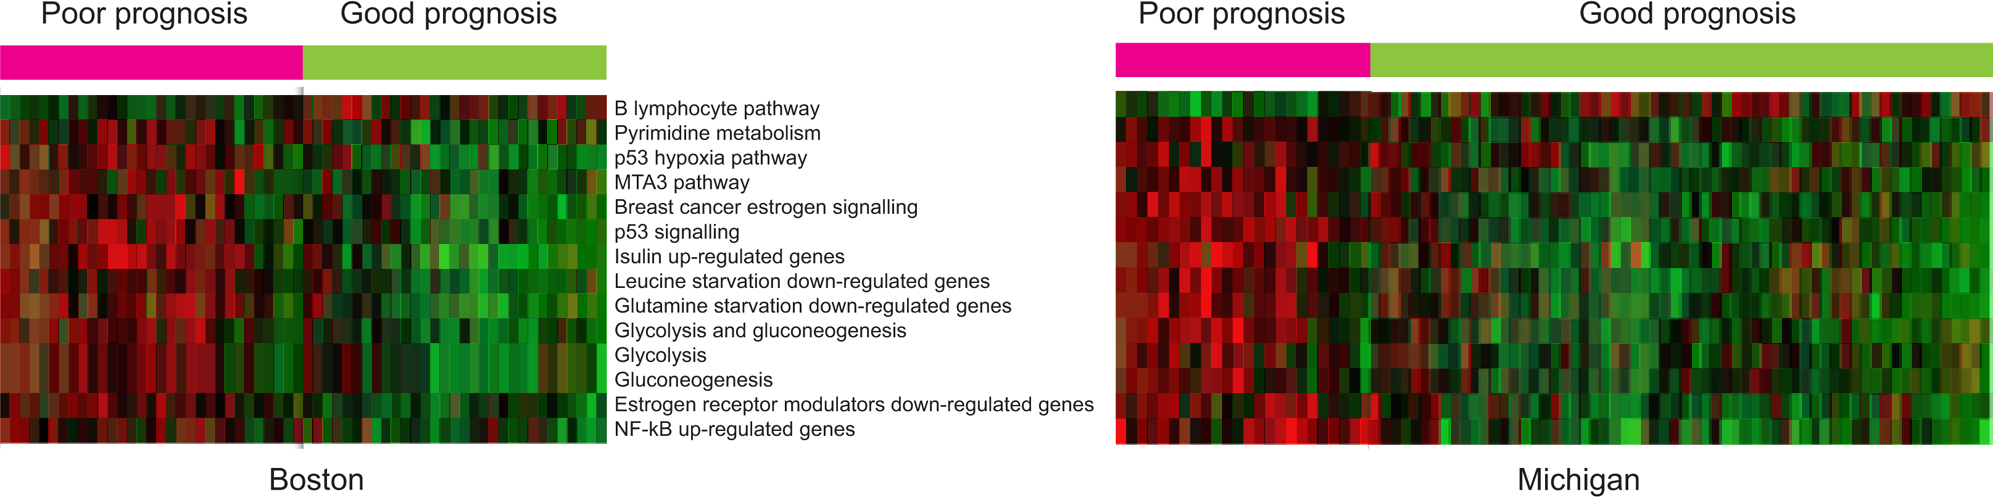 Poor prognosis
Good prognosis
Poor prognosis
Good prognosis
B lymphocyte pathway
Pyrimidine metabolism
p53 hypoxia pathway
MTA3 pathway
Breast cancer estrogen signalling
p53 signalling
Isulin up-regulated genes
Leucine starvation down-regulated genes
Glutamine starvation down-regulated genes
Glycolysis and gluconeogenesis
Glycolysis
Gluconeogenesis
Estrogen receptor modulators down-regulated genes
NF-kB up-regulated genes
Boston
Michigan